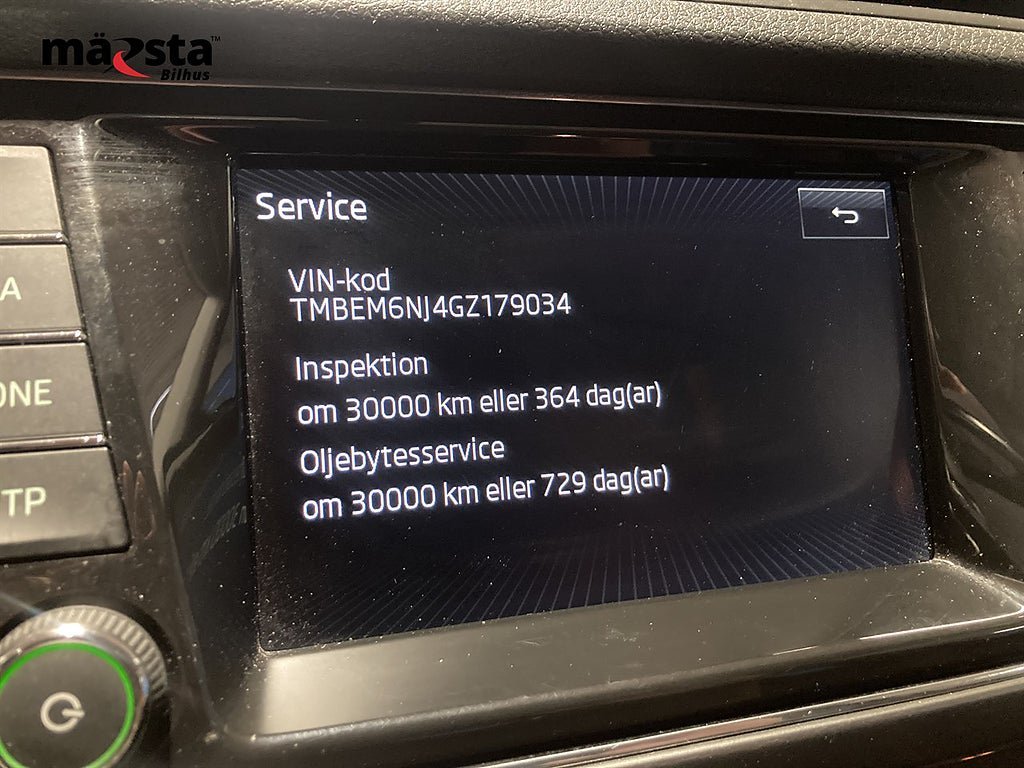 märsta™
Bilhus
Service
VIN-kod
TMBEM6NJ4GZ179034
Inspektion
om 30000 km eller 364 dag(ar)
Oljebytesservice
om 30000 km eller 729 dag(ar)
A
ONE
TP